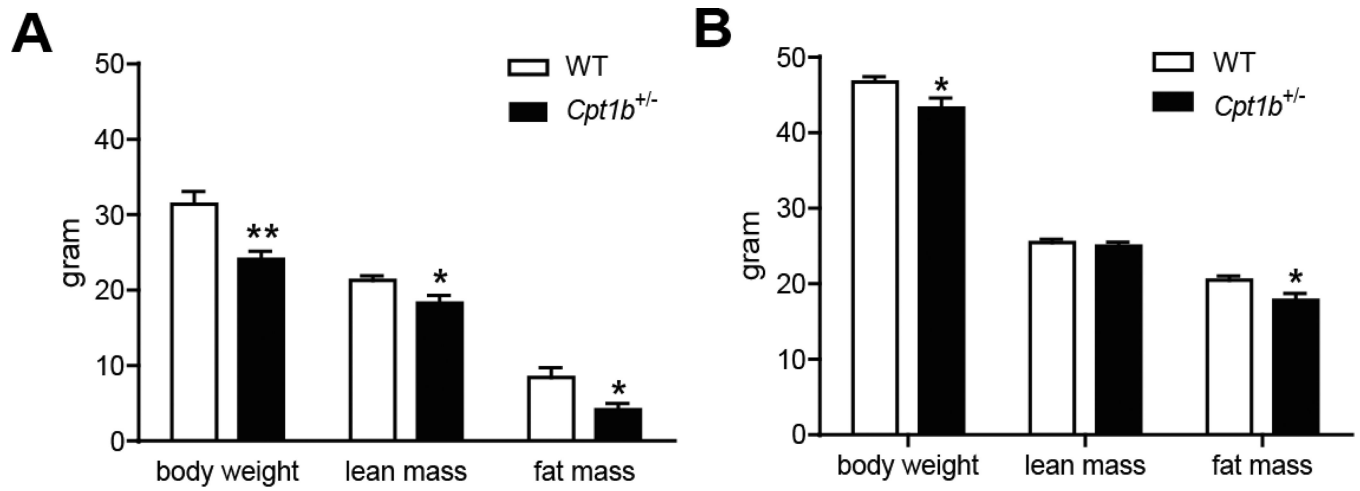 A
50
40
30
20
10
0
gram
WT
Cpt1b+/-
**
*
*
body weight
lean mass
fat mass
B
50
40
30
20
10
0
gram
WT
Cpt1b+/-
*
*
body weight
lean mass
fat mass